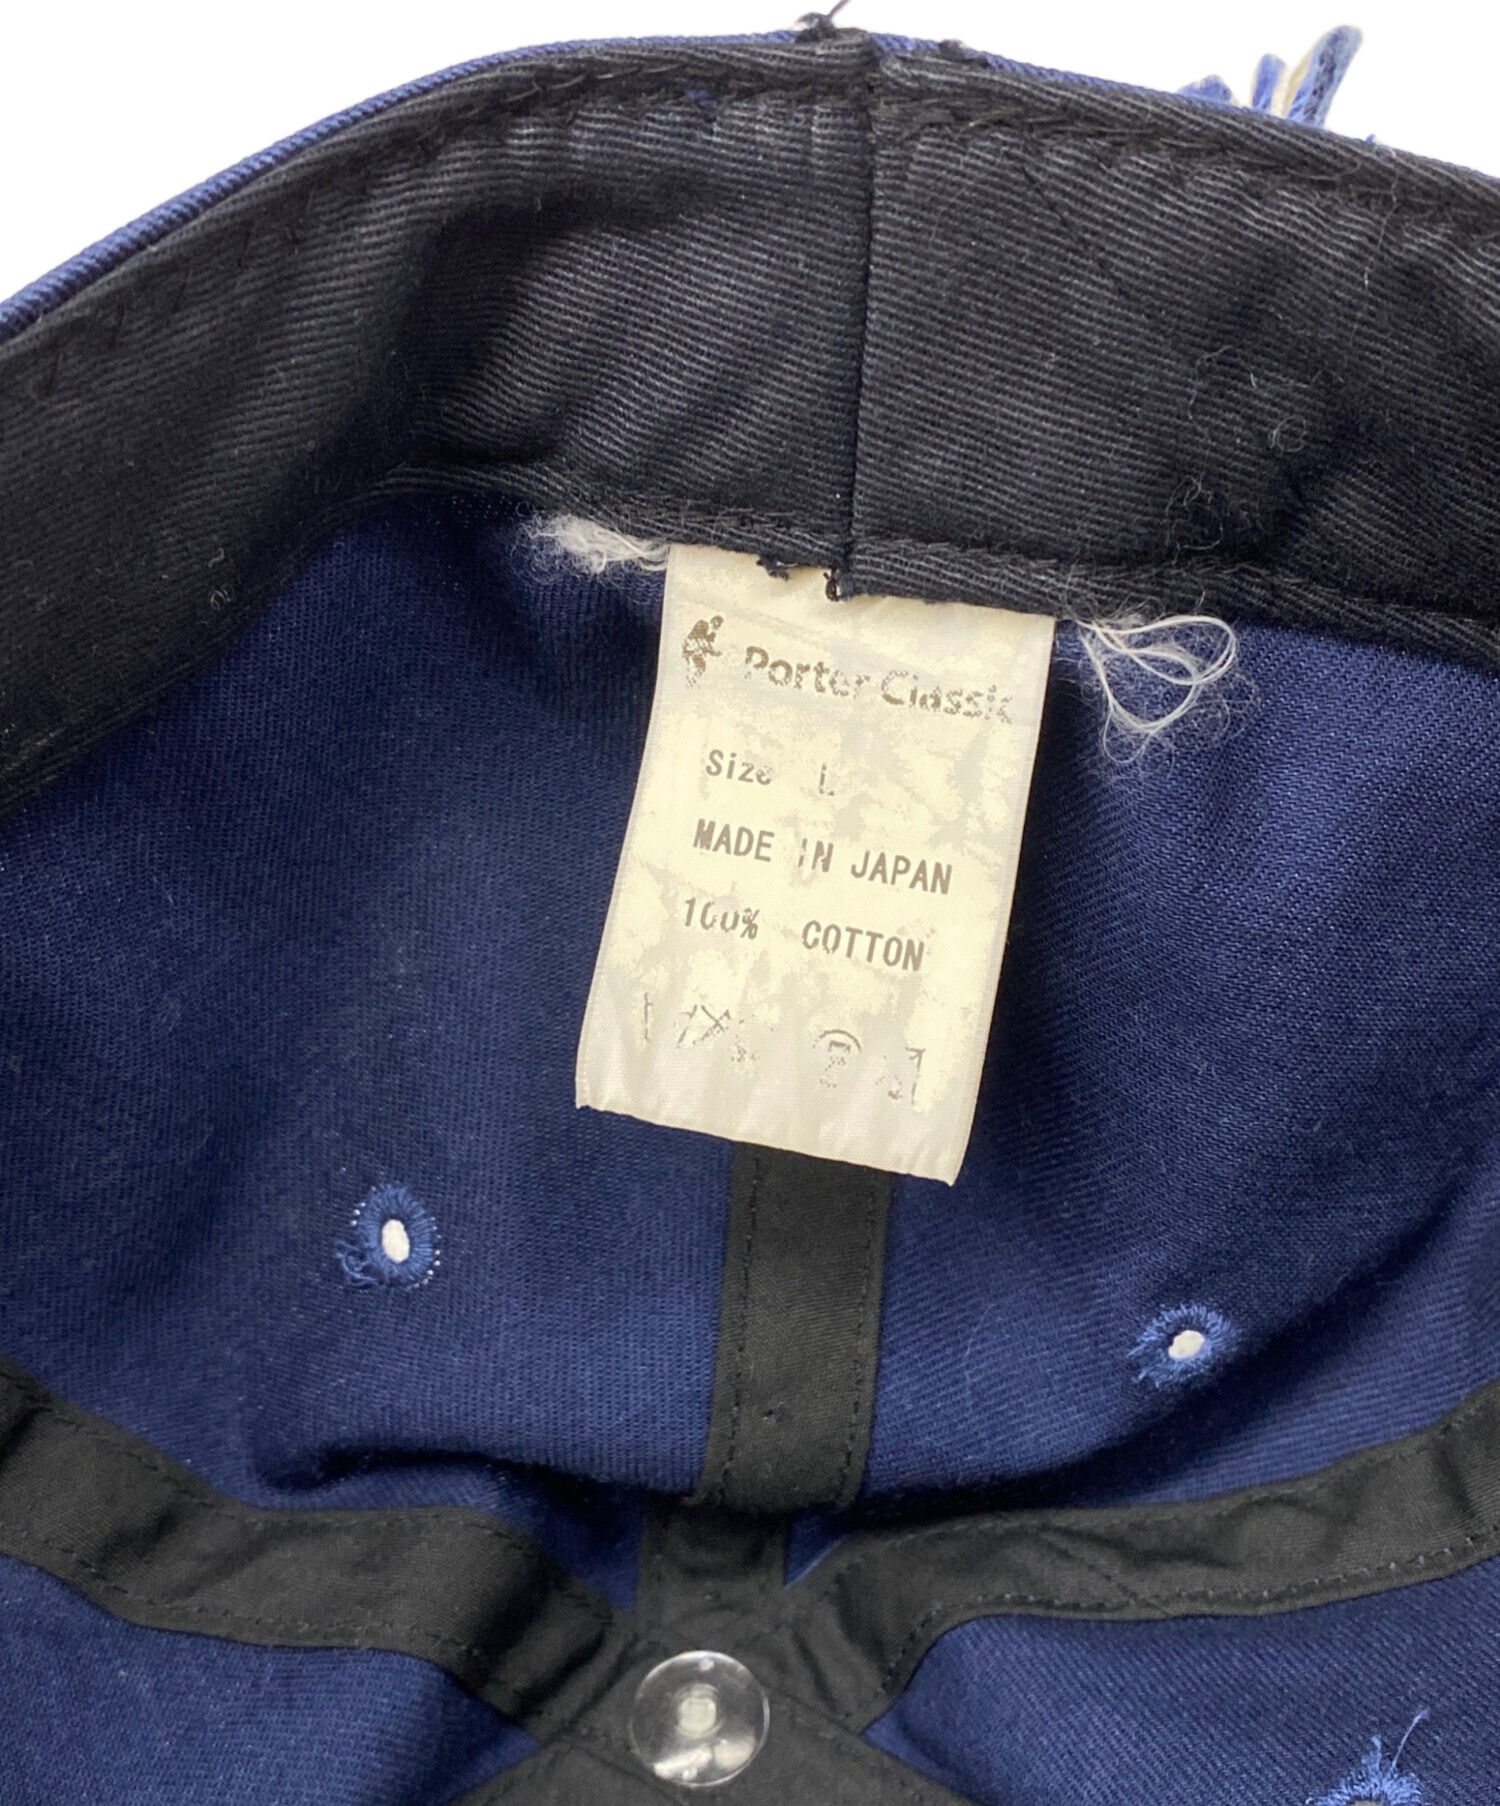 Porter Classic
Size L
MADE IN JAPAN
100% COTTON